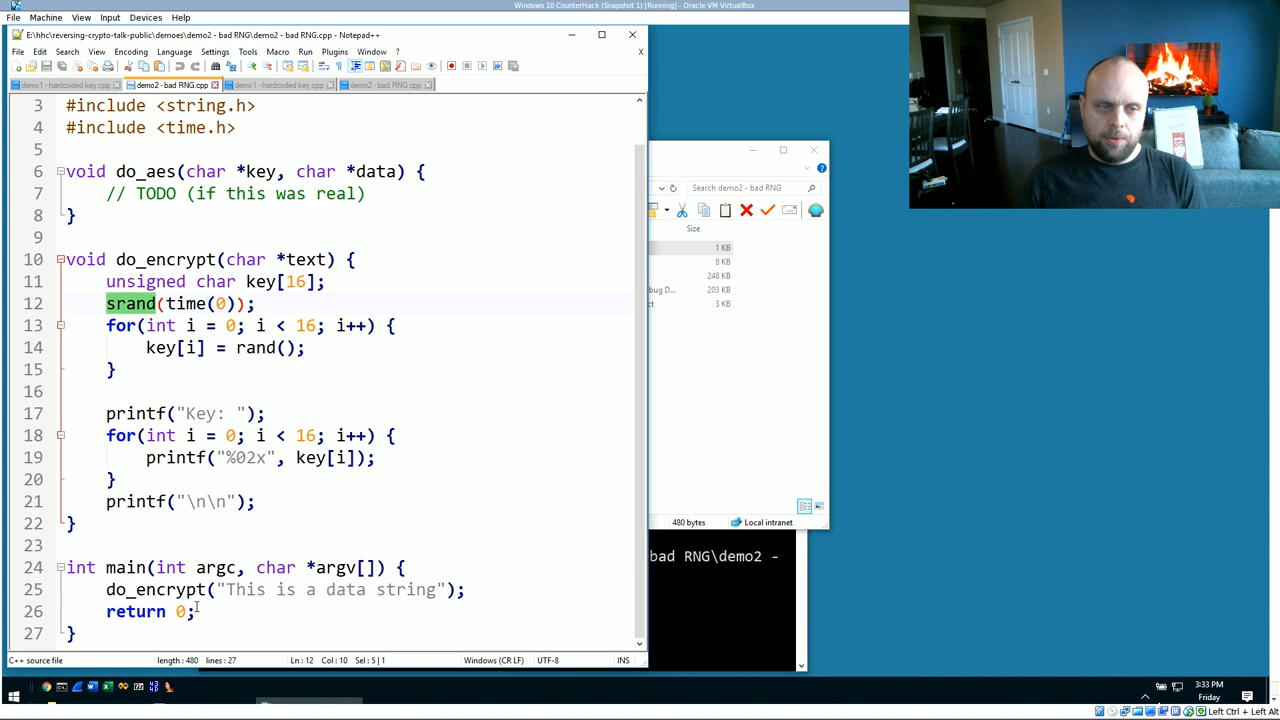 Windows 10 CounterHack (Snapshot 1) [Running] - Oracle VM VirtualBox
File Machine View Input Devices Help
E:\hhc\reversing-crypto-talk-public\demoes\demo2 - bad RNG\demo2 - bad RNG.cpp - Notepad++
File Edit Search View Encoding Language Settings Tools Macro Run Plugins Window ? X
demo1 - hardcoded key.cpp demo2 - bad RNG.cpp demo1 - hardcoded key.cpp demo2 - bad RNG.cpp
3 #include <string.h>
4 #include <time.h>
5
6 void do_aes(char *key, char *data) {
7 // TODO (if this was real)
8 }
9
10 void do_encrypt(char *text) {
11 unsigned char key[16];
12 srand(time(0));
13 for(int i = 0; i < 16; i++) {
14 key[i] = rand();
15 }
16
17 printf("Key: ");
18 for(int i = 0; i < 16; i++) {
19 printf("%02x", key[i]);
20 }
21 printf("\n\n");
22 }
23
24 int main(int argc, char *argv[]) {
25 do_encrypt("This is a data string");
26 return 0;
27 }
C++ source file length : 480 lines : 27 Ln : 12 Col : 10 Sel : 5 | 1 Windows (CR LF) UTF-8 INS
Search demo2 - bad RNG
Size
1 KB
8 KB
248 KB
bug D... 203 KB
ct 3 KB
480 bytes Local intranet
bad RNG\demo2 -
3:33 PM
Friday
Left Ctrl + Left Alt